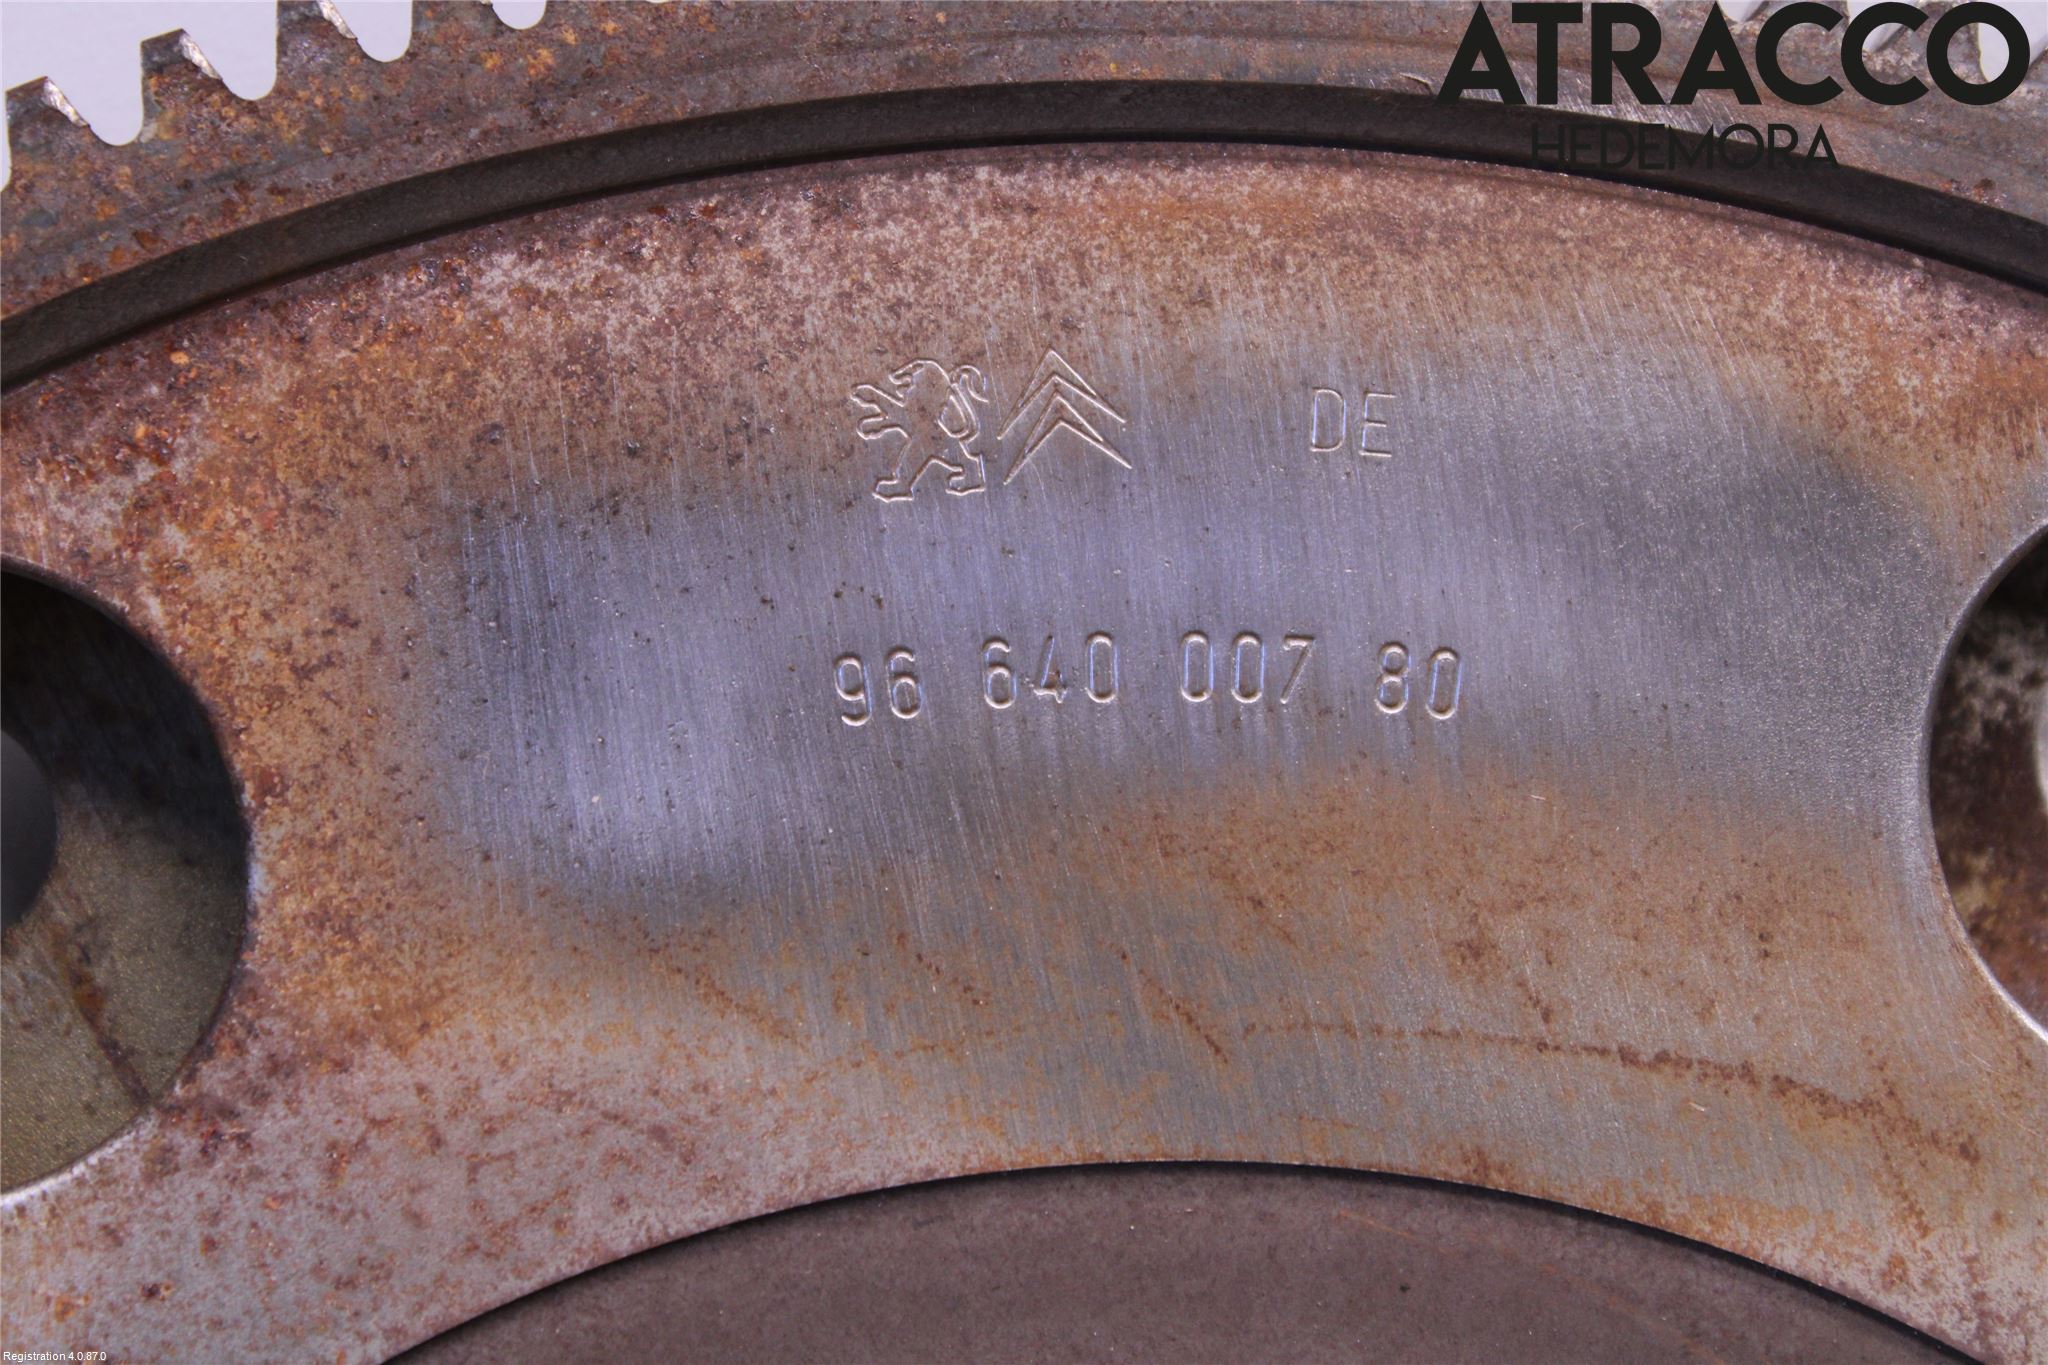 ATRACCO
HEDEMORA
DE
96 640 007 80
Registration 4.0.87.0